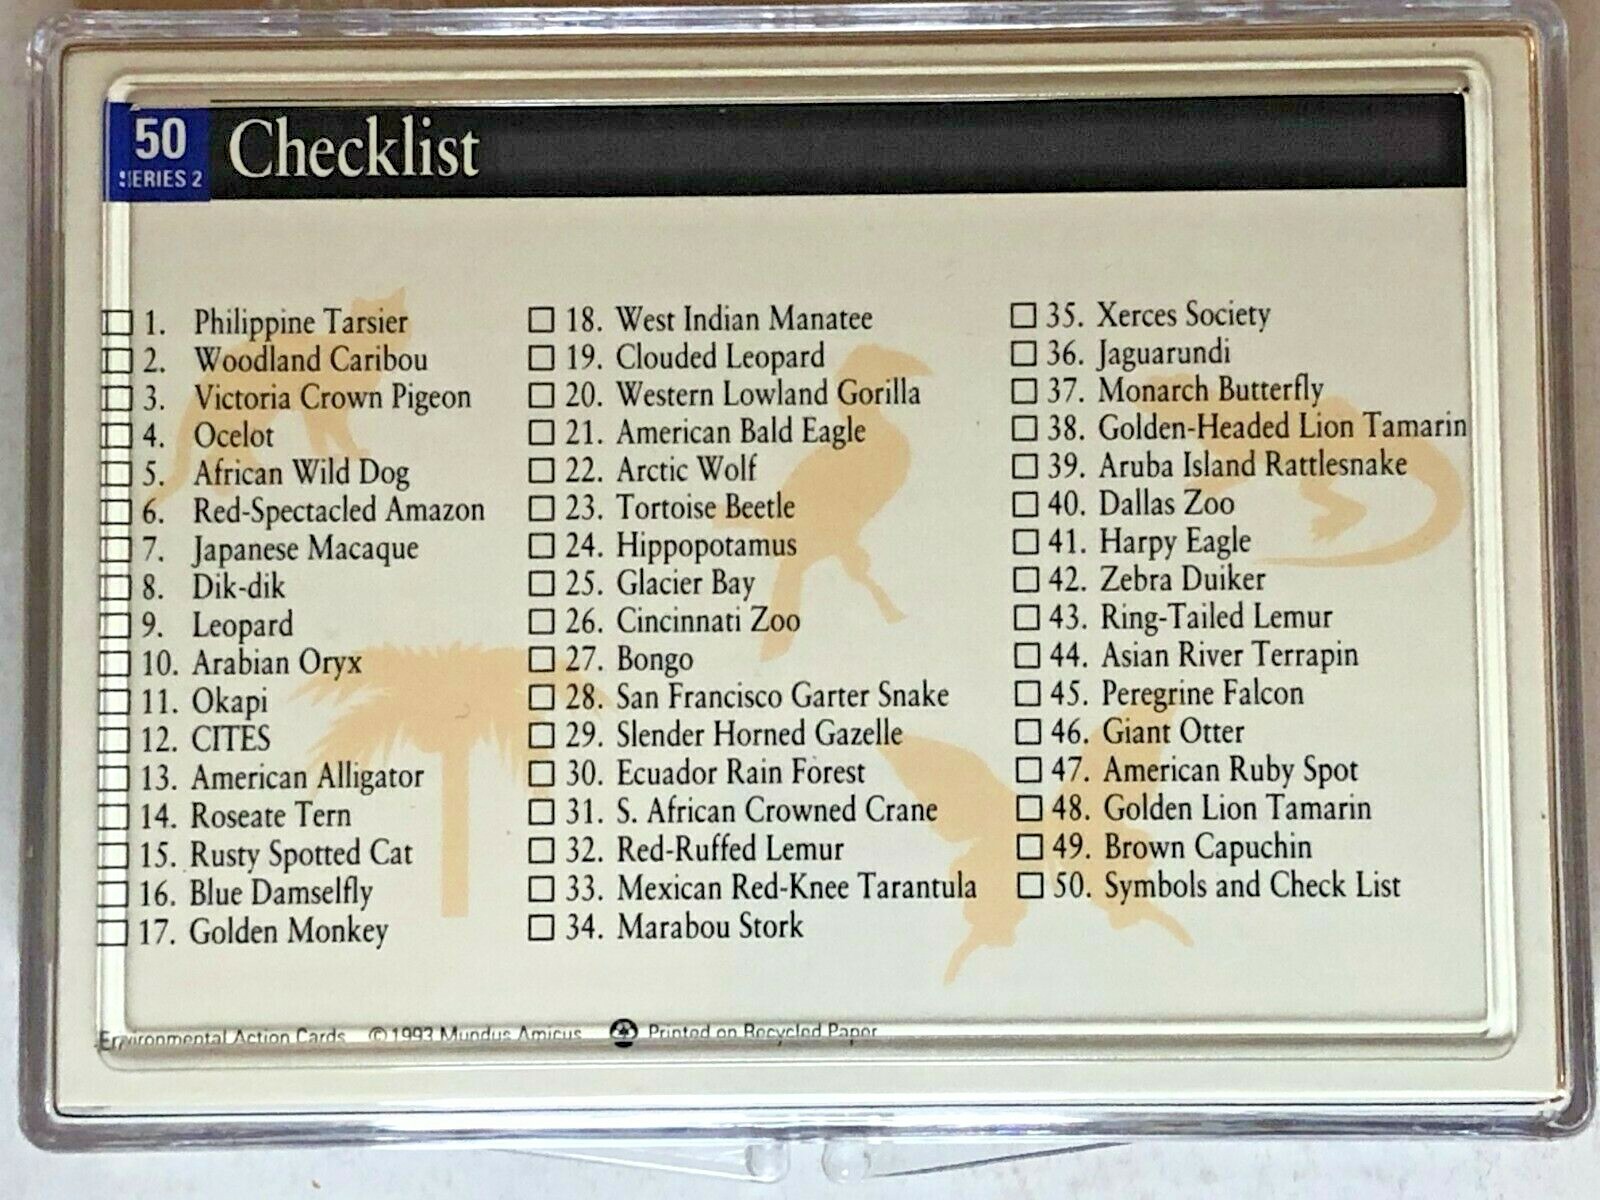 50
SERIES 2
Checklist
1. Philippine Tarsier
2. Woodland Caribou
3. Victoria Crown Pigeon
4. Ocelot
5. African Wild Dog
6. Red-Spectacled Amazon
7. Japanese Macaque
8. Dik-dik
9. Leopard
10. Arabian Oryx
11. Okapi
12. CITES
13. American Alligator
14. Roseate Tern
15. Rusty Spotted Cat
16. Blue Damselfly
17. Golden Monkey
18. West Indian Manatee
19. Clouded Leopard
20. Western Lowland Gorilla
21. American Bald Eagle
22. Arctic Wolf
23. Tortoise Beetle
24. Hippopotamus
25. Glacier Bay
26. Cincinnati Zoo
27. Bongo
28. San Francisco Garter Snake
29. Slender Horned Gazelle
30. Ecuador Rain Forest
31. S. African Crowned Crane
32. Red-Ruffed Lemur
33. Mexican Red-Knee Tarantula
34. Marabou Stork
35. Xerces Society
36. Jaguarundi
37. Monarch Butterfly
38. Golden-Headed Lion Tamarin
39. Aruba Island Rattlesnake
40. Dallas Zoo
41. Harpy Eagle
42. Zebra Duiker
43. Ring-Tailed Lemur
44. Asian River Terrapin
45. Peregrine Falcon
46. Giant Otter
47. American Ruby Spot
48. Golden Lion Tamarin
49. Brown Capuchin
50. Symbols and Check List
Environmental Action Cards © 1993 Mundus Amicus Printed on Recycled Paper